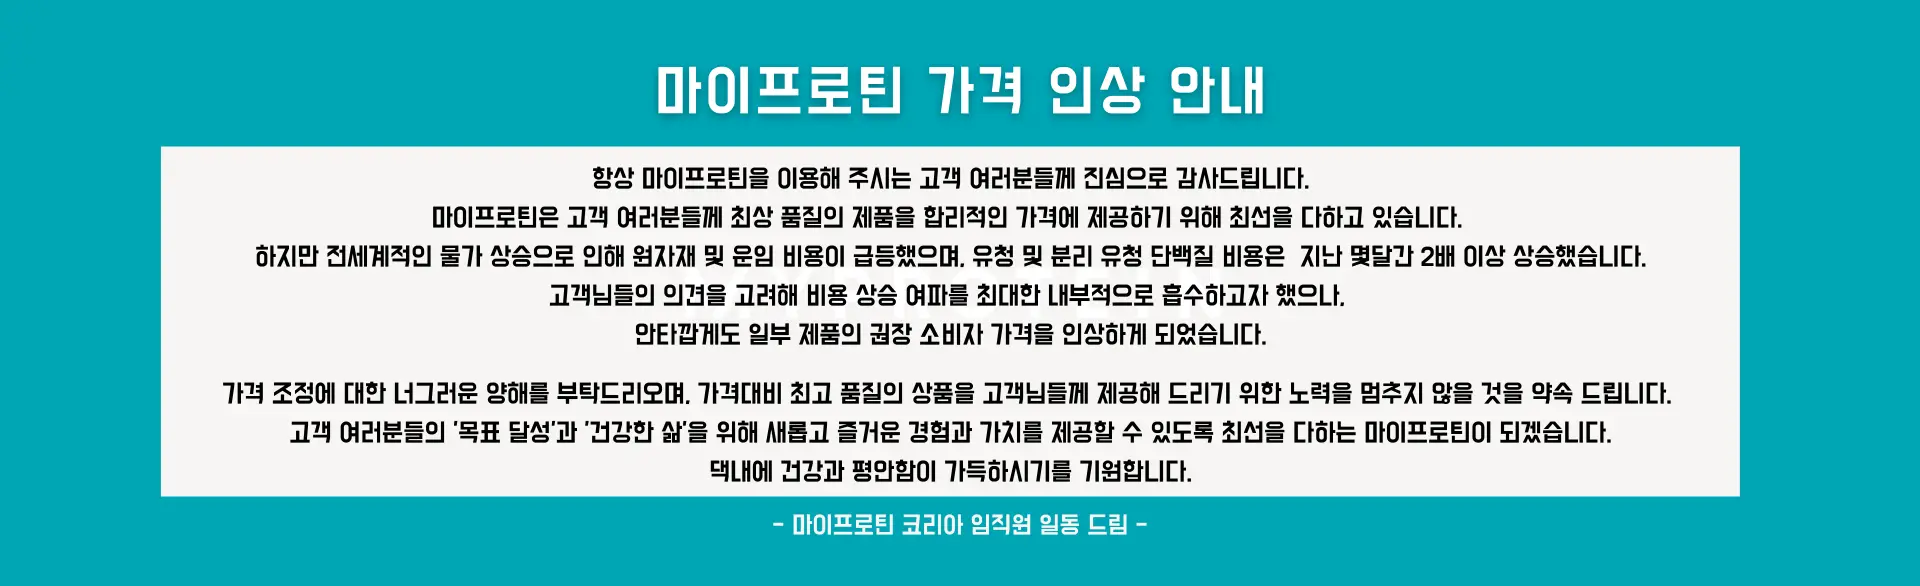 마이프로틴 가격 인상 안내
항상 마이프로틴을 이용해 주시는 고객 여러분들께 진심으로 감사드립니다.
마이프로틴은 고객 여러분들께 최상 품질의 제품을 합리적인 가격에 제공하기 위해 최선을 다하고 있습니다.
하지만 전세계적인 물가 상승으로 인해 원자재 및 운임 비용이 급등했으며, 유청 및 분리 유청 단백질 비용은 지난 몇달간 2배 이상 상승했습니다.
고객님들의 의견을 고려해 비용 상승 여파를 최대한 내부적으로 흡수하고자 했으나,
안타깝게도 일부 제품의 권장 소비자 가격을 인상하게 되었습니다.
가격 조정에 대한 너그러운 양해를 부탁드리오며, 가격대비 최고 품질의 상품을 고객님들께 제공해 드리기 위한 노력을 멈추지 않을 것을 약속 드립니다.
고객 여러분들의 '목표 달성'과 '건강한 삶'을 위해 새롭고 즐거운 경험과 가치를 제공할 수 있도록 최선을 다하는 마이프로틴이 되겠습니다.
댁내에 건강과 평안함이 가득하시기를 기원합니다.
- 마이프로틴 코리아 임직원 일동 드림 -
MYPROTEIN